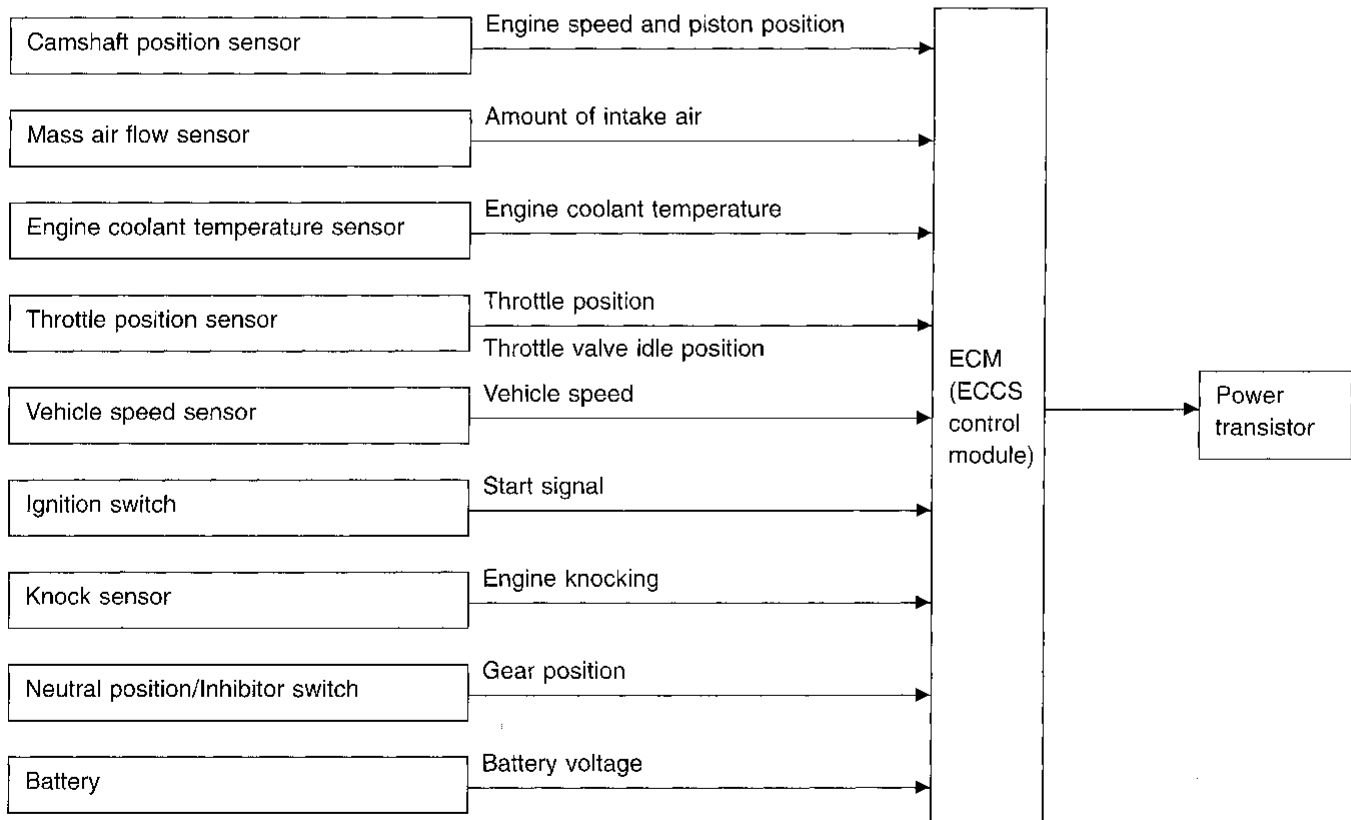 Camshaft position sensor
Engine speed and piston position
Mass air flow sensor
Amount of intake air
Engine coolant temperature sensor
Engine coolant temperature
Throttle position sensor
Throttle position
Throttle valve idle position
Vehicle speed sensor
Vehicle speed
Ignition switch
Start signal
Knock sensor
Engine knocking
Neutral position/Inhibitor switch
Gear position
Battery
Battery voltage
ECM
(ECCS
control
module)
Power
transistor